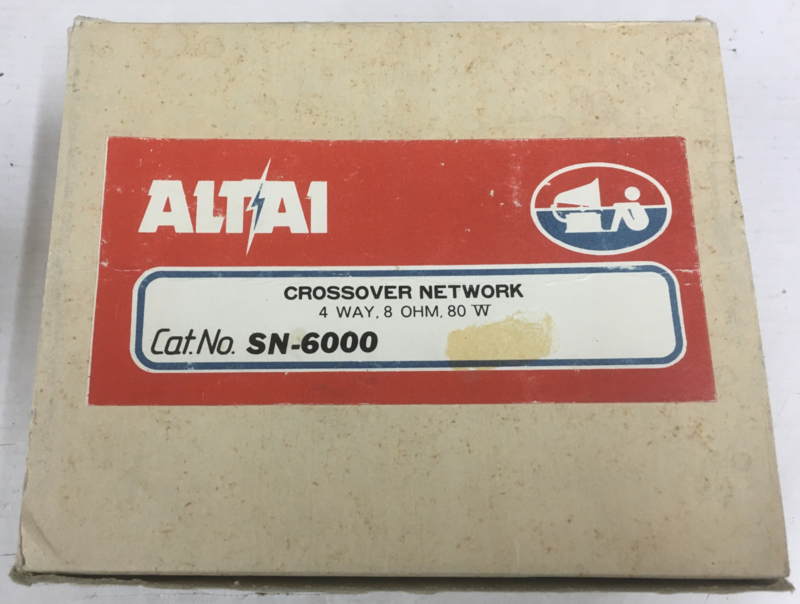 ALTAI
CROSSOVER NETWORK
4 WAY, 8 OHM, 80 W
Cat.No. SN-6000